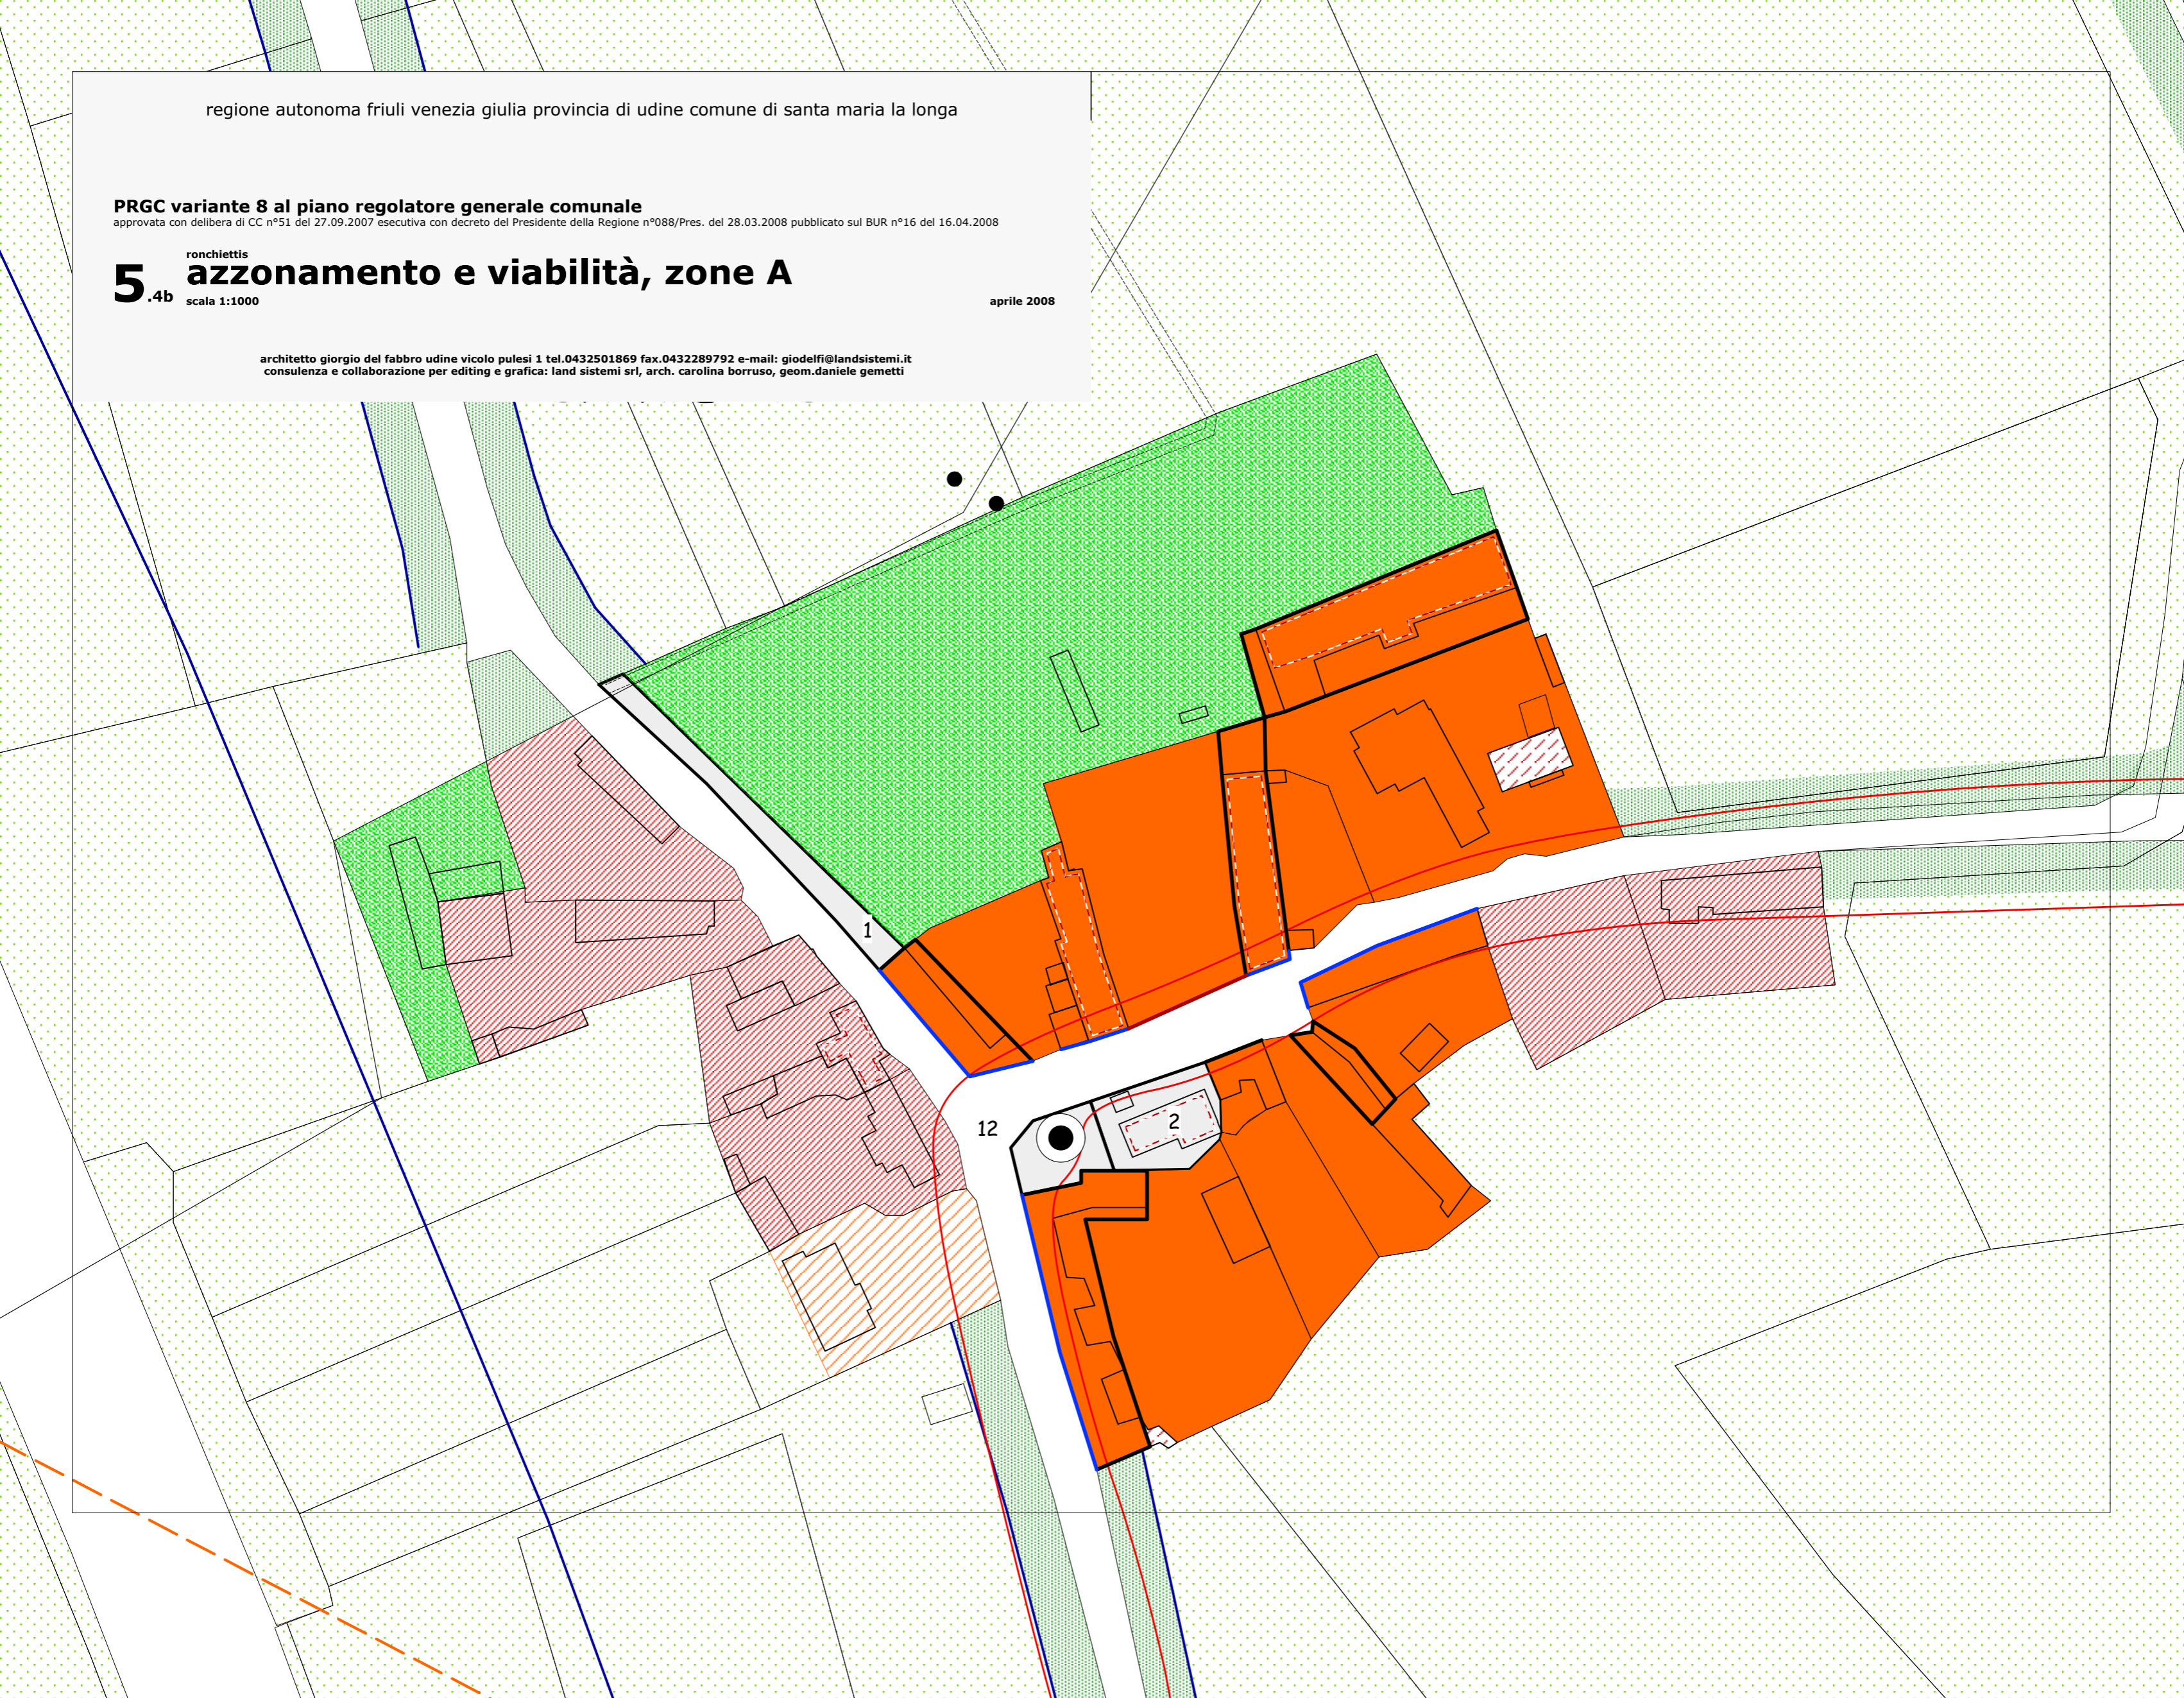 regione autonoma friuli venezia giulia provincia di udine comune di santa maria la longa
PRGC variante 8 al piano regolatore generale comunale
approvata con delibera di CC n°51 del 27.09.2007 esecutiva con decreto del Presidente della Regione n°088/Pres. del 28.03.2008 pubblicato sul BUR n°16 del 16.04.2008
ronchiettis
5.4b azzonamento e viabilità, zone A
scala 1:1000 aprile 2008
architetto giorgio del fabbro udine vicolo pulesi 1 tel.0432501869 fax.0432289792 e-mail: giodelfi@landsistemi.it
consulenza e collaborazione per editing e grafica: land sistemi srl, arch. carolina borruso, geom.daniele gemetti
1
2
12